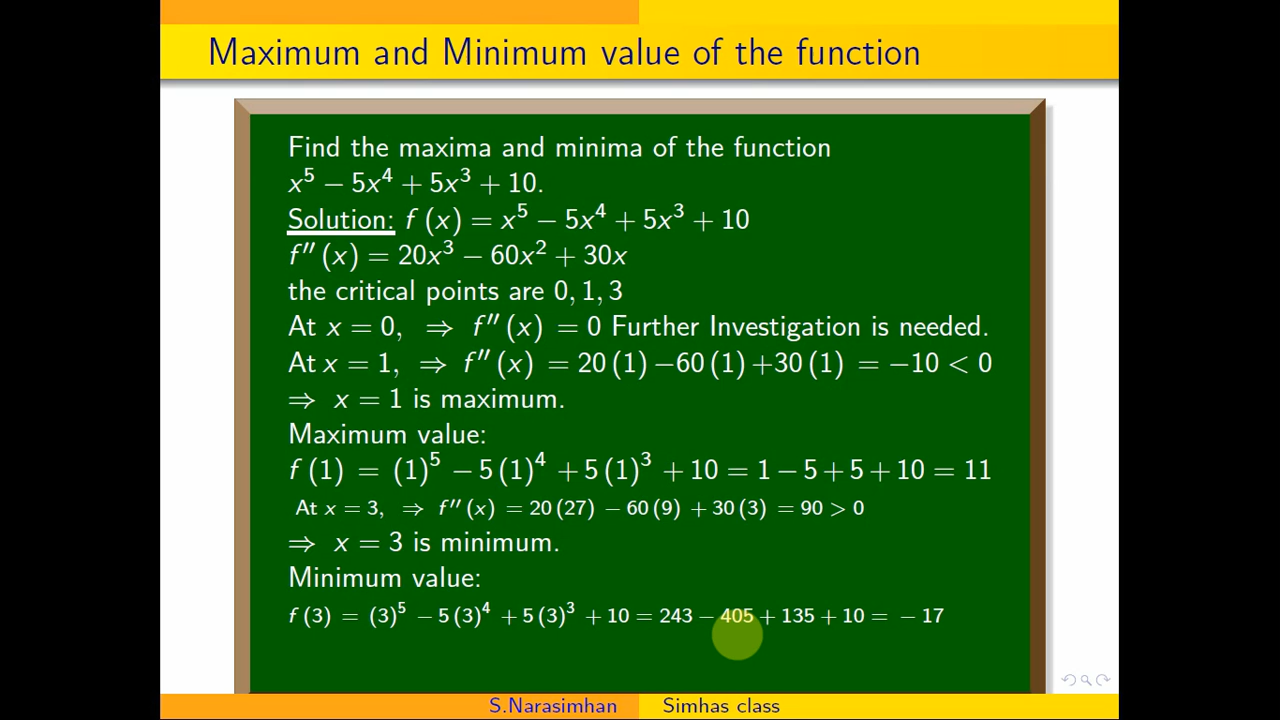 Maximum and Minimum value of the function
Find the maxima and minima of the function
x⁵ − 5x⁴ + 5x³ + 10.
Solution: f (x) = x⁵ − 5x⁴ + 5x³ + 10
f″ (x) = 20x³ − 60x² + 30x
the critical points are 0, 1, 3
At x = 0, ⇒ f″ (x) = 0 Further Investigation is needed.
At x = 1, ⇒ f″ (x) = 20 (1) −60 (1) +30 (1) = −10 < 0
⇒ x = 1 is maximum.
Maximum value:
f (1) = (1)⁵ − 5 (1)⁴ + 5 (1)³ + 10 = 1 − 5 + 5 + 10 = 11
At x = 3, ⇒ f″ (x) = 20 (27) − 60 (9) + 30 (3) = 90 > 0
⇒ x = 3 is minimum.
Minimum value:
f (3) = (3)⁵ − 5 (3)⁴ + 5 (3)³ + 10 = 243 − 405 + 135 + 10 = − 17
S.Narasimhan Simhas class